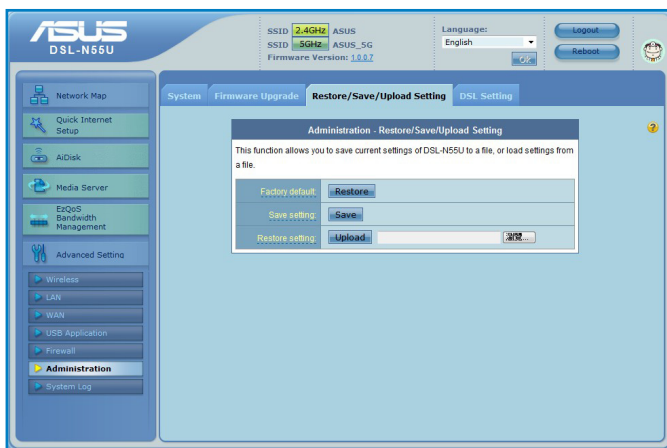 ASUS
DSL-N55U
SSID 2.4GHz ASUS
SSID 5GHz ASUS_5G
Firmware Version: 1.0.0.7
Language:
English
Ok
Logout
Reboot
Network Map
Quick Internet
Setup
AiDisk
Media Server
EzQoS
Bandwidth
Management
Advanced Setting
Wireless
LAN
WAN
USB Application
Firewall
Administration
System Log
System
Firmware Upgrade
Restore/Save/Upload Setting
DSL Setting
Administration - Restore/Save/Upload Setting
This function allows you to save current settings of DSL-N55U to a file, or load settings from
a file.
Factory default: Restore
Save setting: Save
Restore setting: Upload